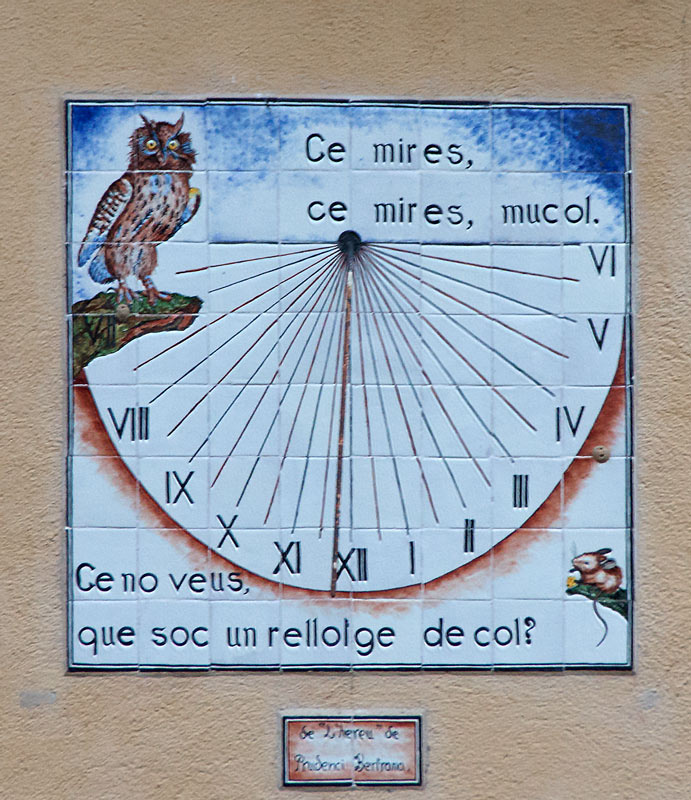 Ce mires,
ce mires, mucol.
VI
V
VII
VIII
IV
IX
III
X
II
XI
XII
I
Ce no veus,
que soc un rellotge de col?
de "L'hereu" de
Prudenci Bertrana